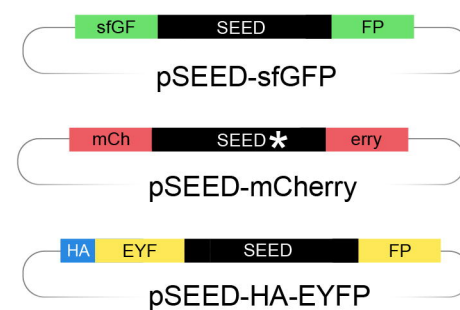 sfGF SEED FP
pSEED-sfGFP
mCh SEED* erry
pSEED-mCherry
HA EYF SEED FP
pSEED-HA-EYFP